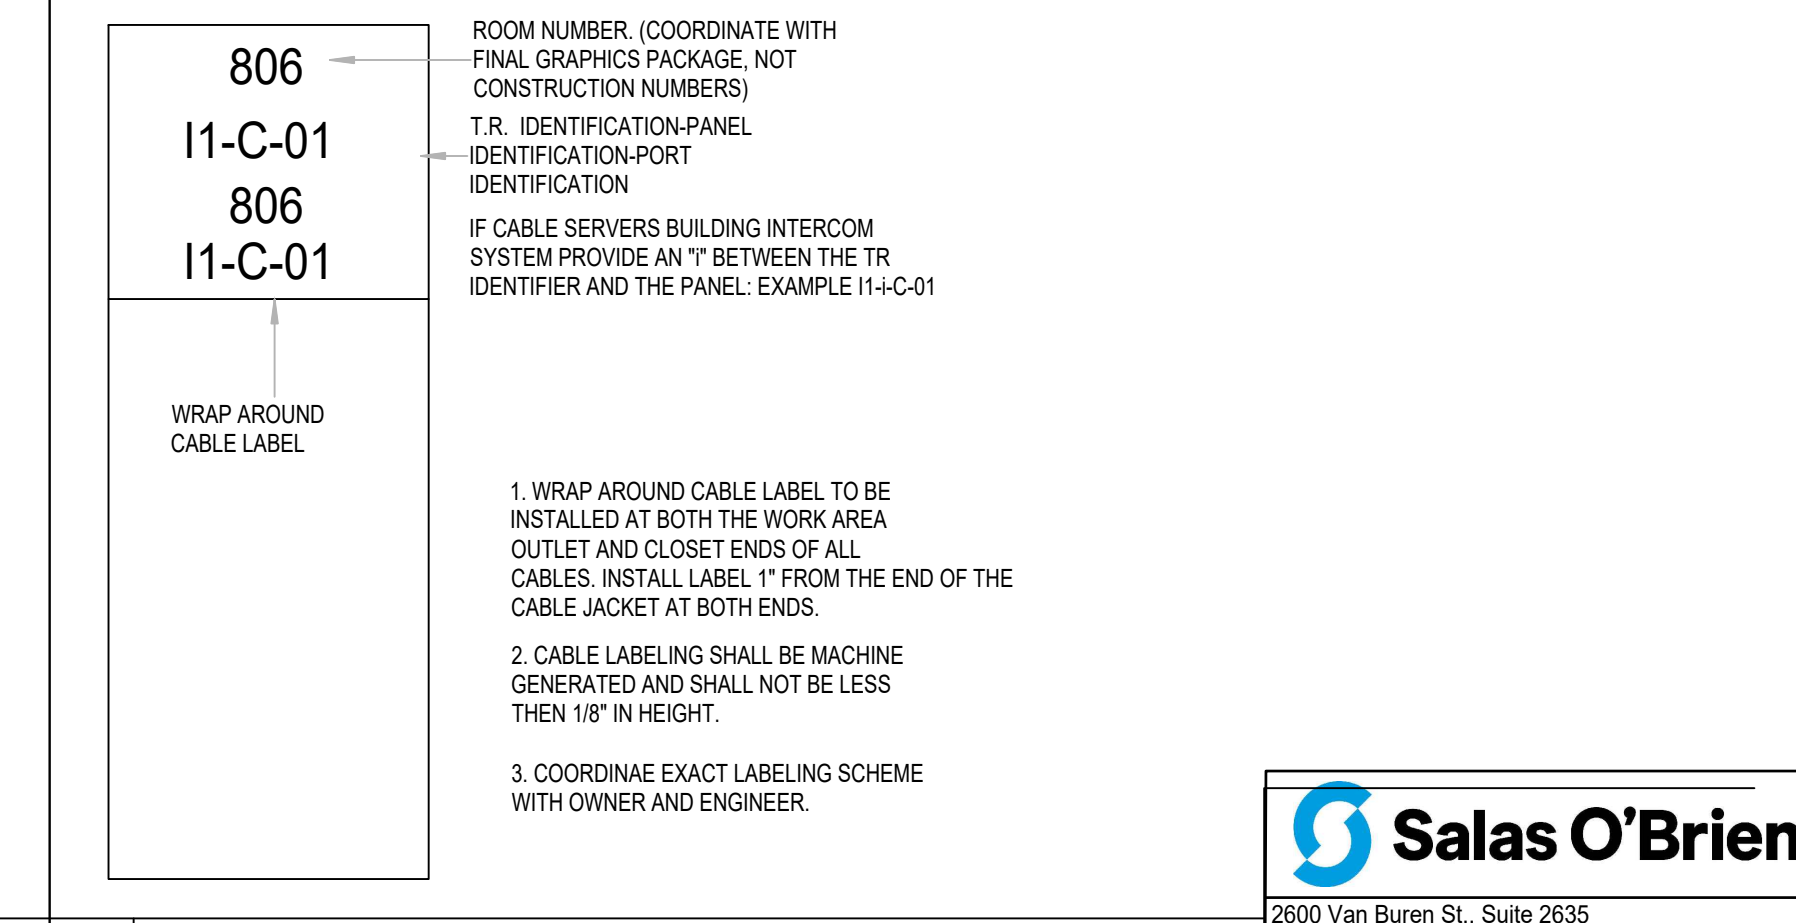 806
I1-C-01
806
I1-C-01
ROOM NUMBER. (COORDINATE WITH
FINAL GRAPHICS PACKAGE, NOT
CONSTRUCTION NUMBERS)
T.R. IDENTIFICATION-PANEL
IDENTIFICATION-PORT
IDENTIFICATION
IF CABLE SERVERS BUILDING INTERCOM
SYSTEM PROVIDE AN "i" BETWEEN THE TR
IDENTIFIER AND THE PANEL: EXAMPLE I1-i-C-01
WRAP AROUND
CABLE LABEL
1. WRAP AROUND CABLE LABEL TO BE
INSTALLED AT BOTH THE WORK AREA
OUTLET AND CLOSET ENDS OF ALL
CABLES. INSTALL LABEL 1" FROM THE END OF THE
CABLE JACKET AT BOTH ENDS.
2. CABLE LABELING SHALL BE MACHINE
GENERATED AND SHALL NOT BE LESS
THEN 1/8" IN HEIGHT.
3. COORDINAE EXACT LABELING SCHEME
WITH OWNER AND ENGINEER.
Salas O'Brien
2600 Van Buren St., Suite 2635